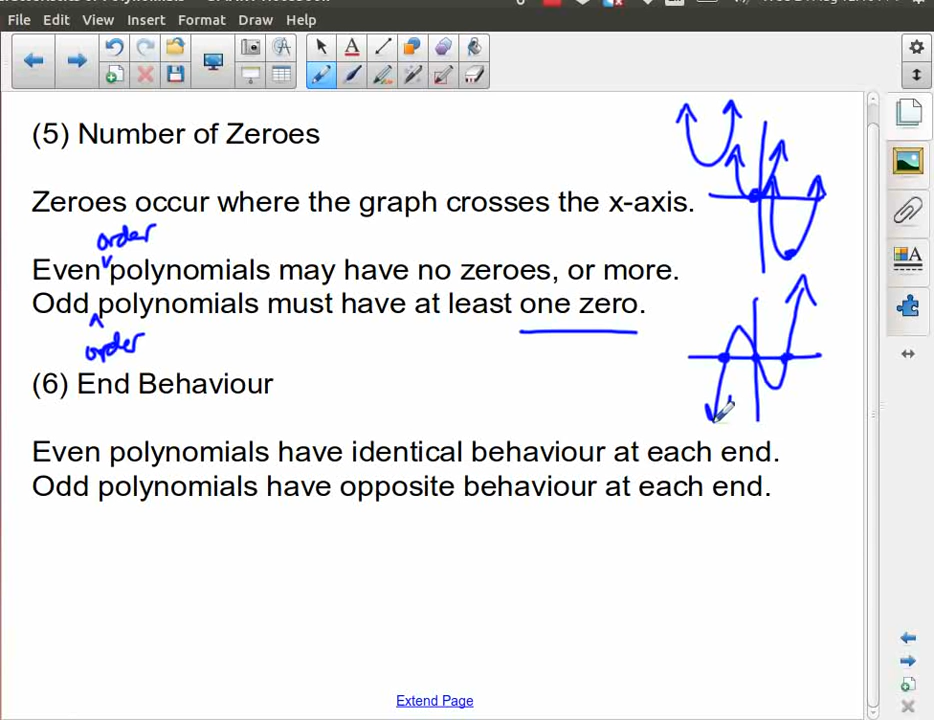 File Edit View Insert Format Draw Help
(5) Number of Zeroes
Zeroes occur where the graph crosses the x-axis.
order
Even polynomials may have no zeroes, or more.
Odd polynomials must have at least one zero.
order
(6) End Behaviour
Even polynomials have identical behaviour at each end.
Odd polynomials have opposite behaviour at each end.
Extend Page